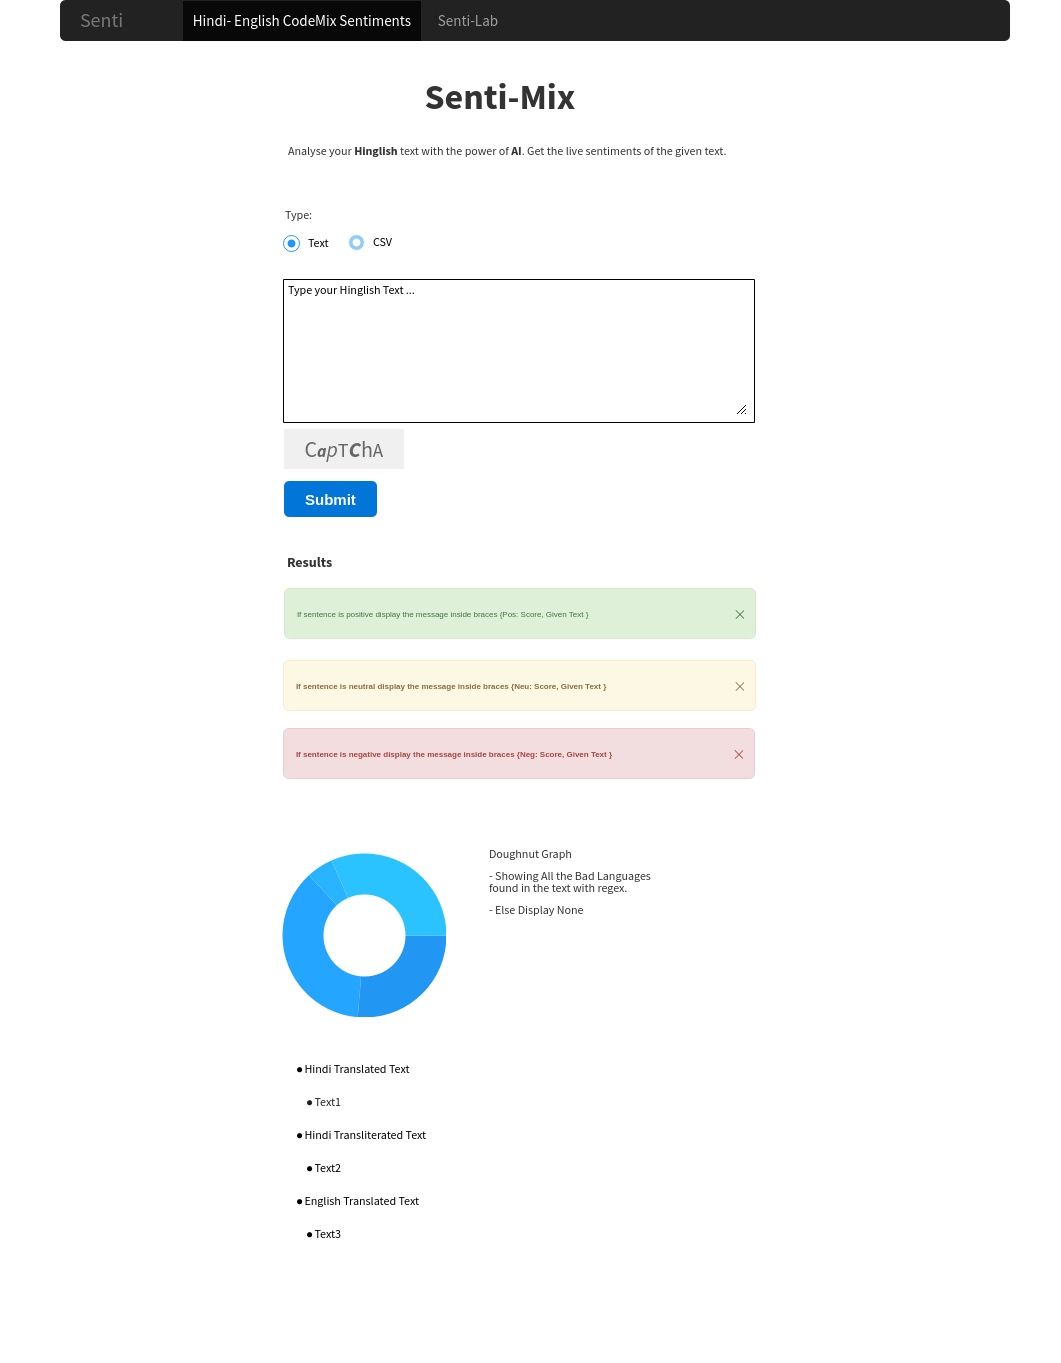 Senti
Hindi- English CodeMix Sentiments
Senti-Lab
Senti-Mix
Analyse your Hinglish text with the power of AI. Get the live sentiments of the given text.
Type:
Text
CSV
Type your Hinglish Text ...
CapTChA
Submit
Results
If sentence is positive display the message inside braces {Pos: Score, Given Text }
If sentence is neutral display the message inside braces {Neu: Score, Given Text }
If sentence is negative display the message inside braces {Neg: Score, Given Text }
Doughnut Graph
- Showing All the Bad Languages
found in the text with regex.
- Else Display None
● Hindi Translated Text
● Text1
● Hindi Transliterated Text
● Text2
● English Translated Text
● Text3